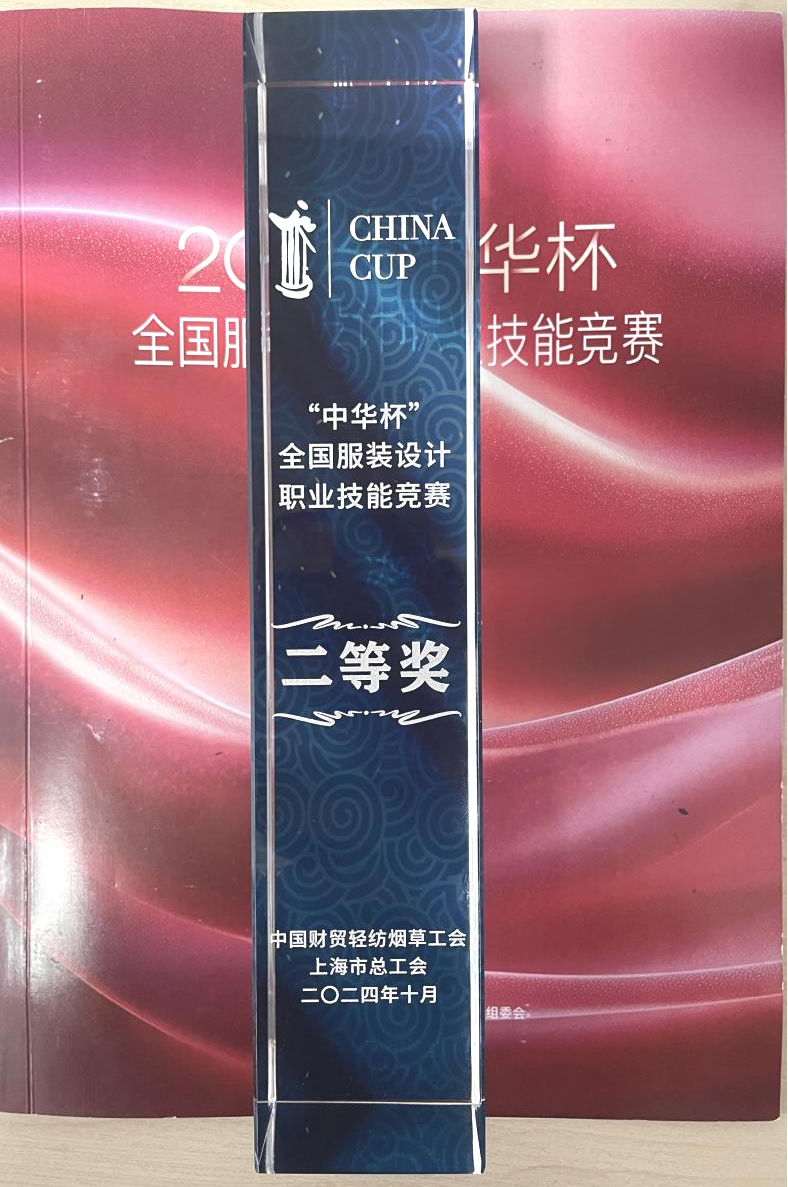 CHINA
CUP
“中华杯”
全国服装设计
职业技能竞赛
二等奖
中国财贸轻纺烟草工会
上海市总工会
二〇二四年十月
20
华杯
全国服
技能竞赛
组委会